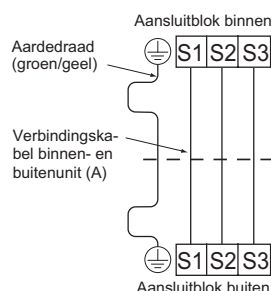 Aansluitblok binnen
Aardedraad
(groen/geel)
S1 S2 S3
Verbindingska-
bel binnen- en
buitenunit (A)
S1 S2 S3
Aansluitblok buiten